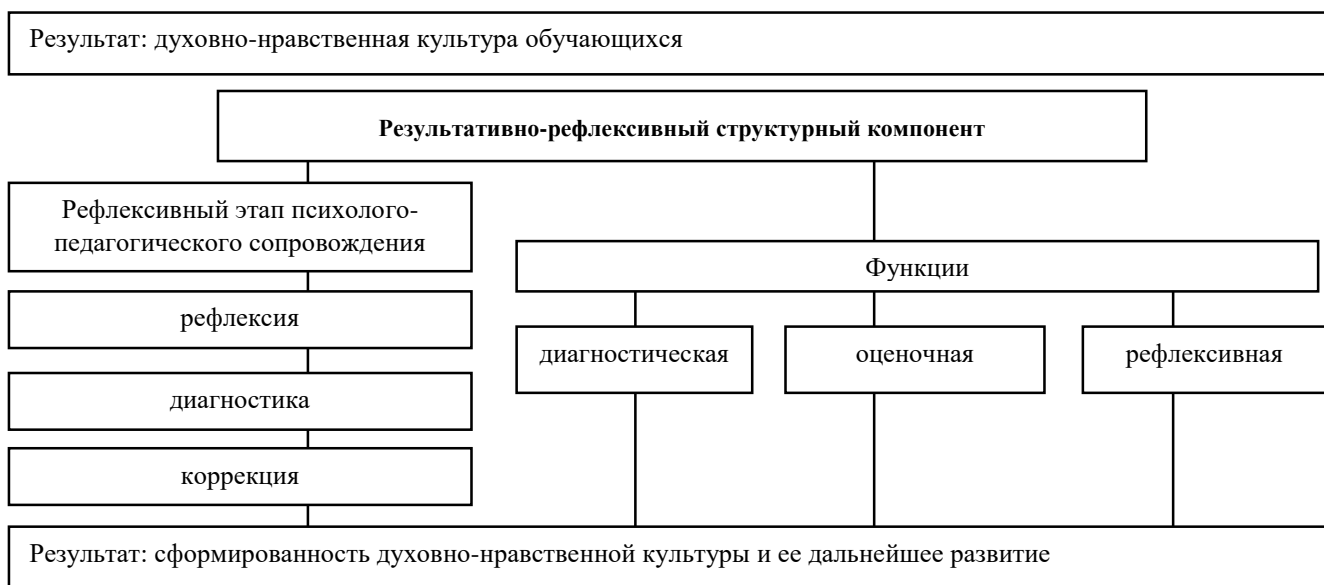 Результат: духовно-нравственная культура обучающихся
Результативно-рефлексивный структурный компонент
Рефлексивный этап психолого-
педагогического сопровождения
рефлексия
диагностика
коррекция
Функции
диагностическая
оценочная
рефлексивная
Результат: сформированность духовно-нравственной культуры и ее дальнейшее развитие